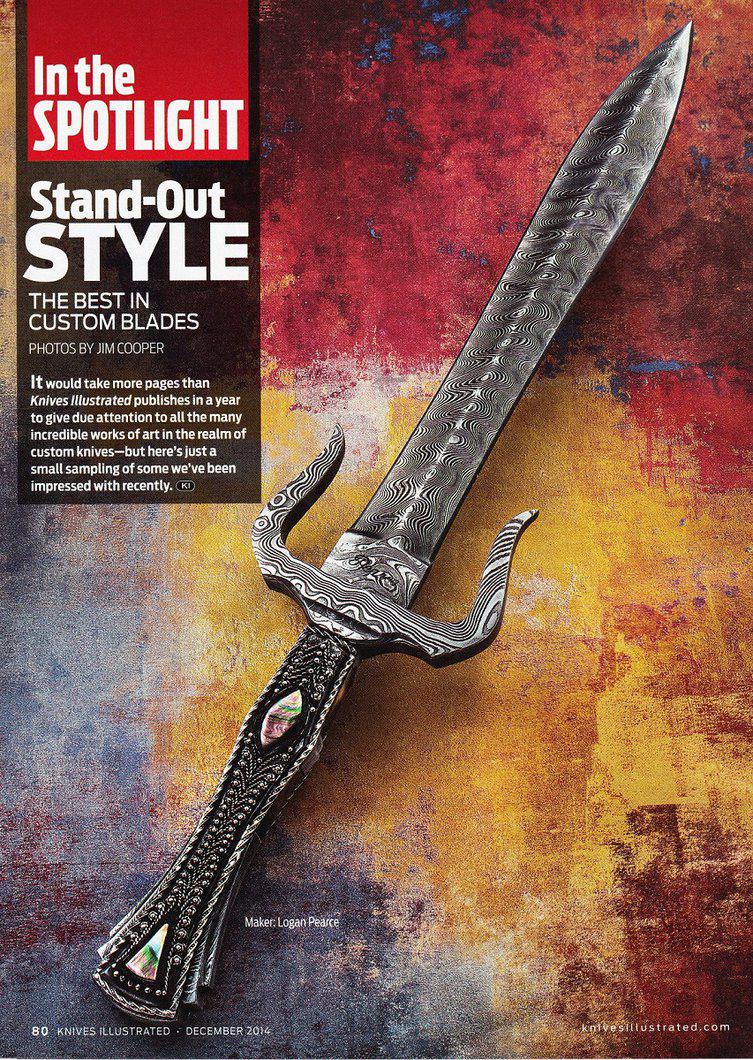 In the
SPOTLIGHT
Stand-Out
STYLE
THE BEST IN
CUSTOM BLADES
PHOTOS BY JIM COOPER
It would take more pages than
Knives Illustrated publishes in a year
to give due attention to all the many
incredible works of art in the realm of
custom knives—but here's just a
small sampling of some we've been
impressed with recently. KI
Maker: Logan Pearce
80 KNIVES ILLUSTRATED · DECEMBER 2014
knivesillustrated.com